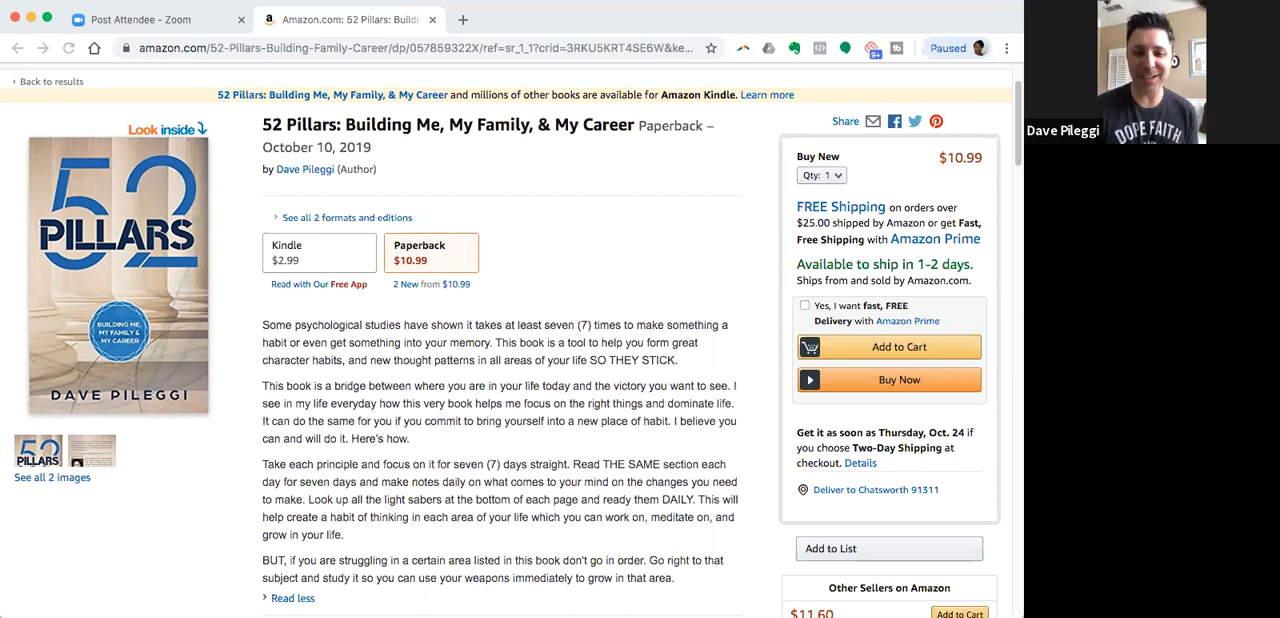 Post Attendee - Zoom
Amazon.com: 52 Pillars: Buildi
amazon.com/52-Pillars-Building-Family-Career/dp/057859322X/ref=sr_1_1?crid=3RKU5KRT4SE6W&ke...
9+
Paused
‹ Back to results
52 Pillars: Building Me, My Family, & My Career and millions of other books are available for Amazon Kindle. Learn more
Look inside
52 Pillars: Building Me, My Family, & My Career Paperback –
October 10, 2019
by Dave Pileggi (Author)
See all 2 formats and editions
Kindle
$2.99
Paperback
$10.99
Read with Our Free App
2 New from $10.99
Some psychological studies have shown it takes at least seven (7) times to make something a
habit or even get something into your memory. This book is a tool to help you form great
character habits, and new thought patterns in all areas of your life SO THEY STICK.
This book is a bridge between where you are in your life today and the victory you want to see. I
see in my life everyday how this very book helps me focus on the right things and dominate life.
It can do the same for you if you commit to bring yourself into a new place of habit. I believe you
can and will do it. Here's how.
Take each principle and focus on it for seven (7) days straight. Read THE SAME section each
day for seven days and make notes daily on what comes to your mind on the changes you need
to make. Look up all the light sabers at the bottom of each page and ready them DAILY. This will
help create a habit of thinking in each area of your life which you can work on, meditate on, and
grow in your life.
BUT, if you are struggling in a certain area listed in this book don't go in order. Go right to that
subject and study it so you can use your weapons immediately to grow in that area.
Read less
52
PILLARS
BUILDING ME,
MY FAMILY &
MY CAREER
DAVE PILEGGI
52
PILLARS
See all 2 images
Share
Buy New
$10.99
Qty: 1
FREE Shipping on orders over
$25.00 shipped by Amazon or get Fast,
Free Shipping with Amazon Prime
Available to ship in 1-2 days.
Ships from and sold by Amazon.com.
Yes, I want fast, FREE
Delivery with Amazon Prime
Add to Cart
Buy Now
Get it as soon as Thursday, Oct. 24 if
you choose Two-Day Shipping at
checkout. Details
Deliver to Chatsworth 91311
Add to List
Other Sellers on Amazon
$11.60
Add to Cart
Dave Pileggi
DOPE FAITH